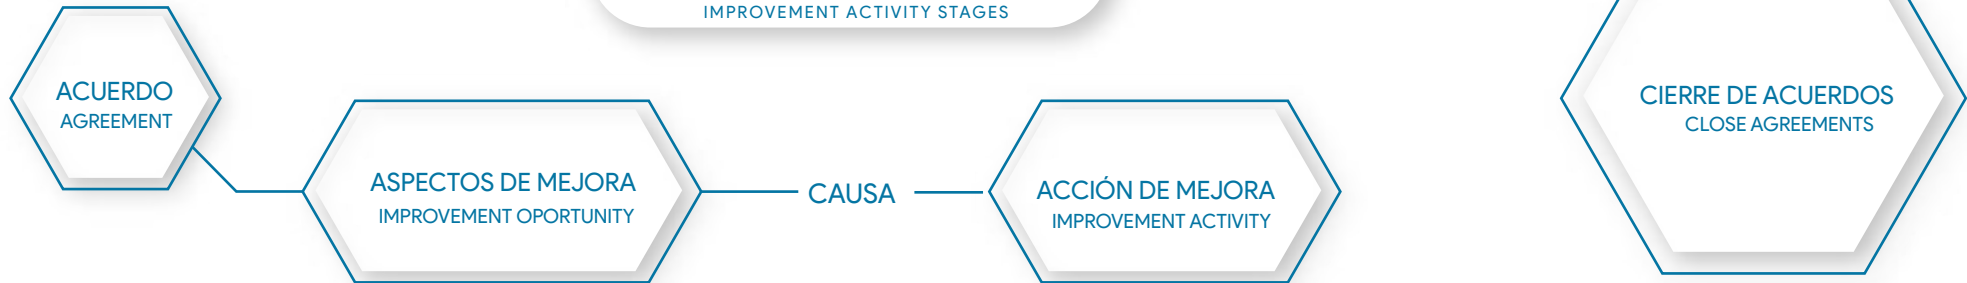 IMPROVEMENT ACTIVITY STAGES
ACUERDO
AGREEMENT
ASPECTOS DE MEJORA
IMPROVEMENT OPORTUNITY
CAUSA
ACCIÓN DE MEJORA
IMPROVEMENT ACTIVITY
CIERRE DE ACUERDOS
CLOSE AGREEMENTS